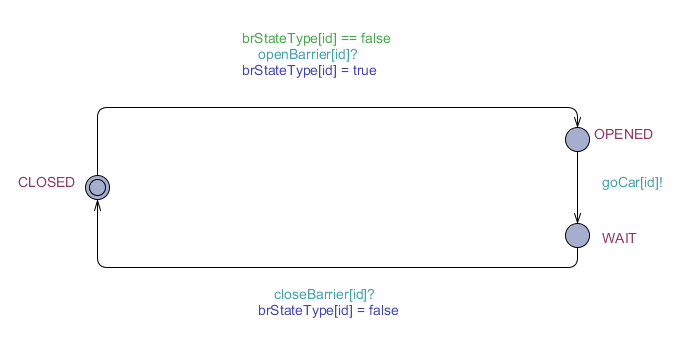 brStateType[id] == false
openBarrier[id]?
brStateType[id] = true
OPENED
CLOSED
goCar[id]!
WAIT
closeBarrier[id]?
brStateType[id] = false